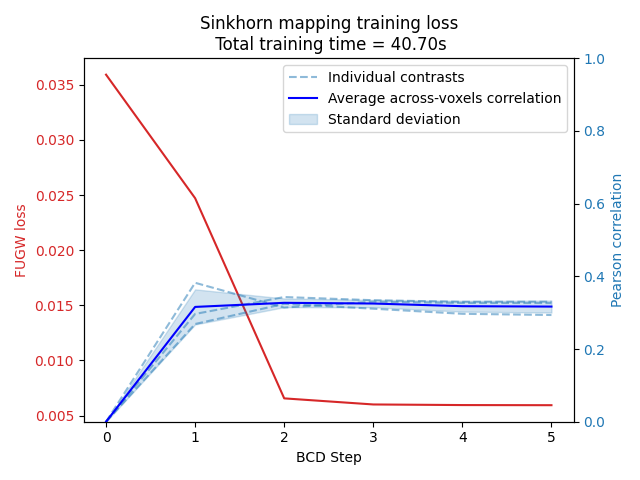 Sinkhorn mapping training loss
Total training time = 40.70s
Individual contrasts
Average across-voxels correlation
Standard deviation
FUGW loss
0.035
0.030
0.025
0.020
0.015
0.010
0.005
1.0
0.8
0.6
0.4
0.2
0.0
Pearson correlation
0 1 2 3 4 5
BCD Step